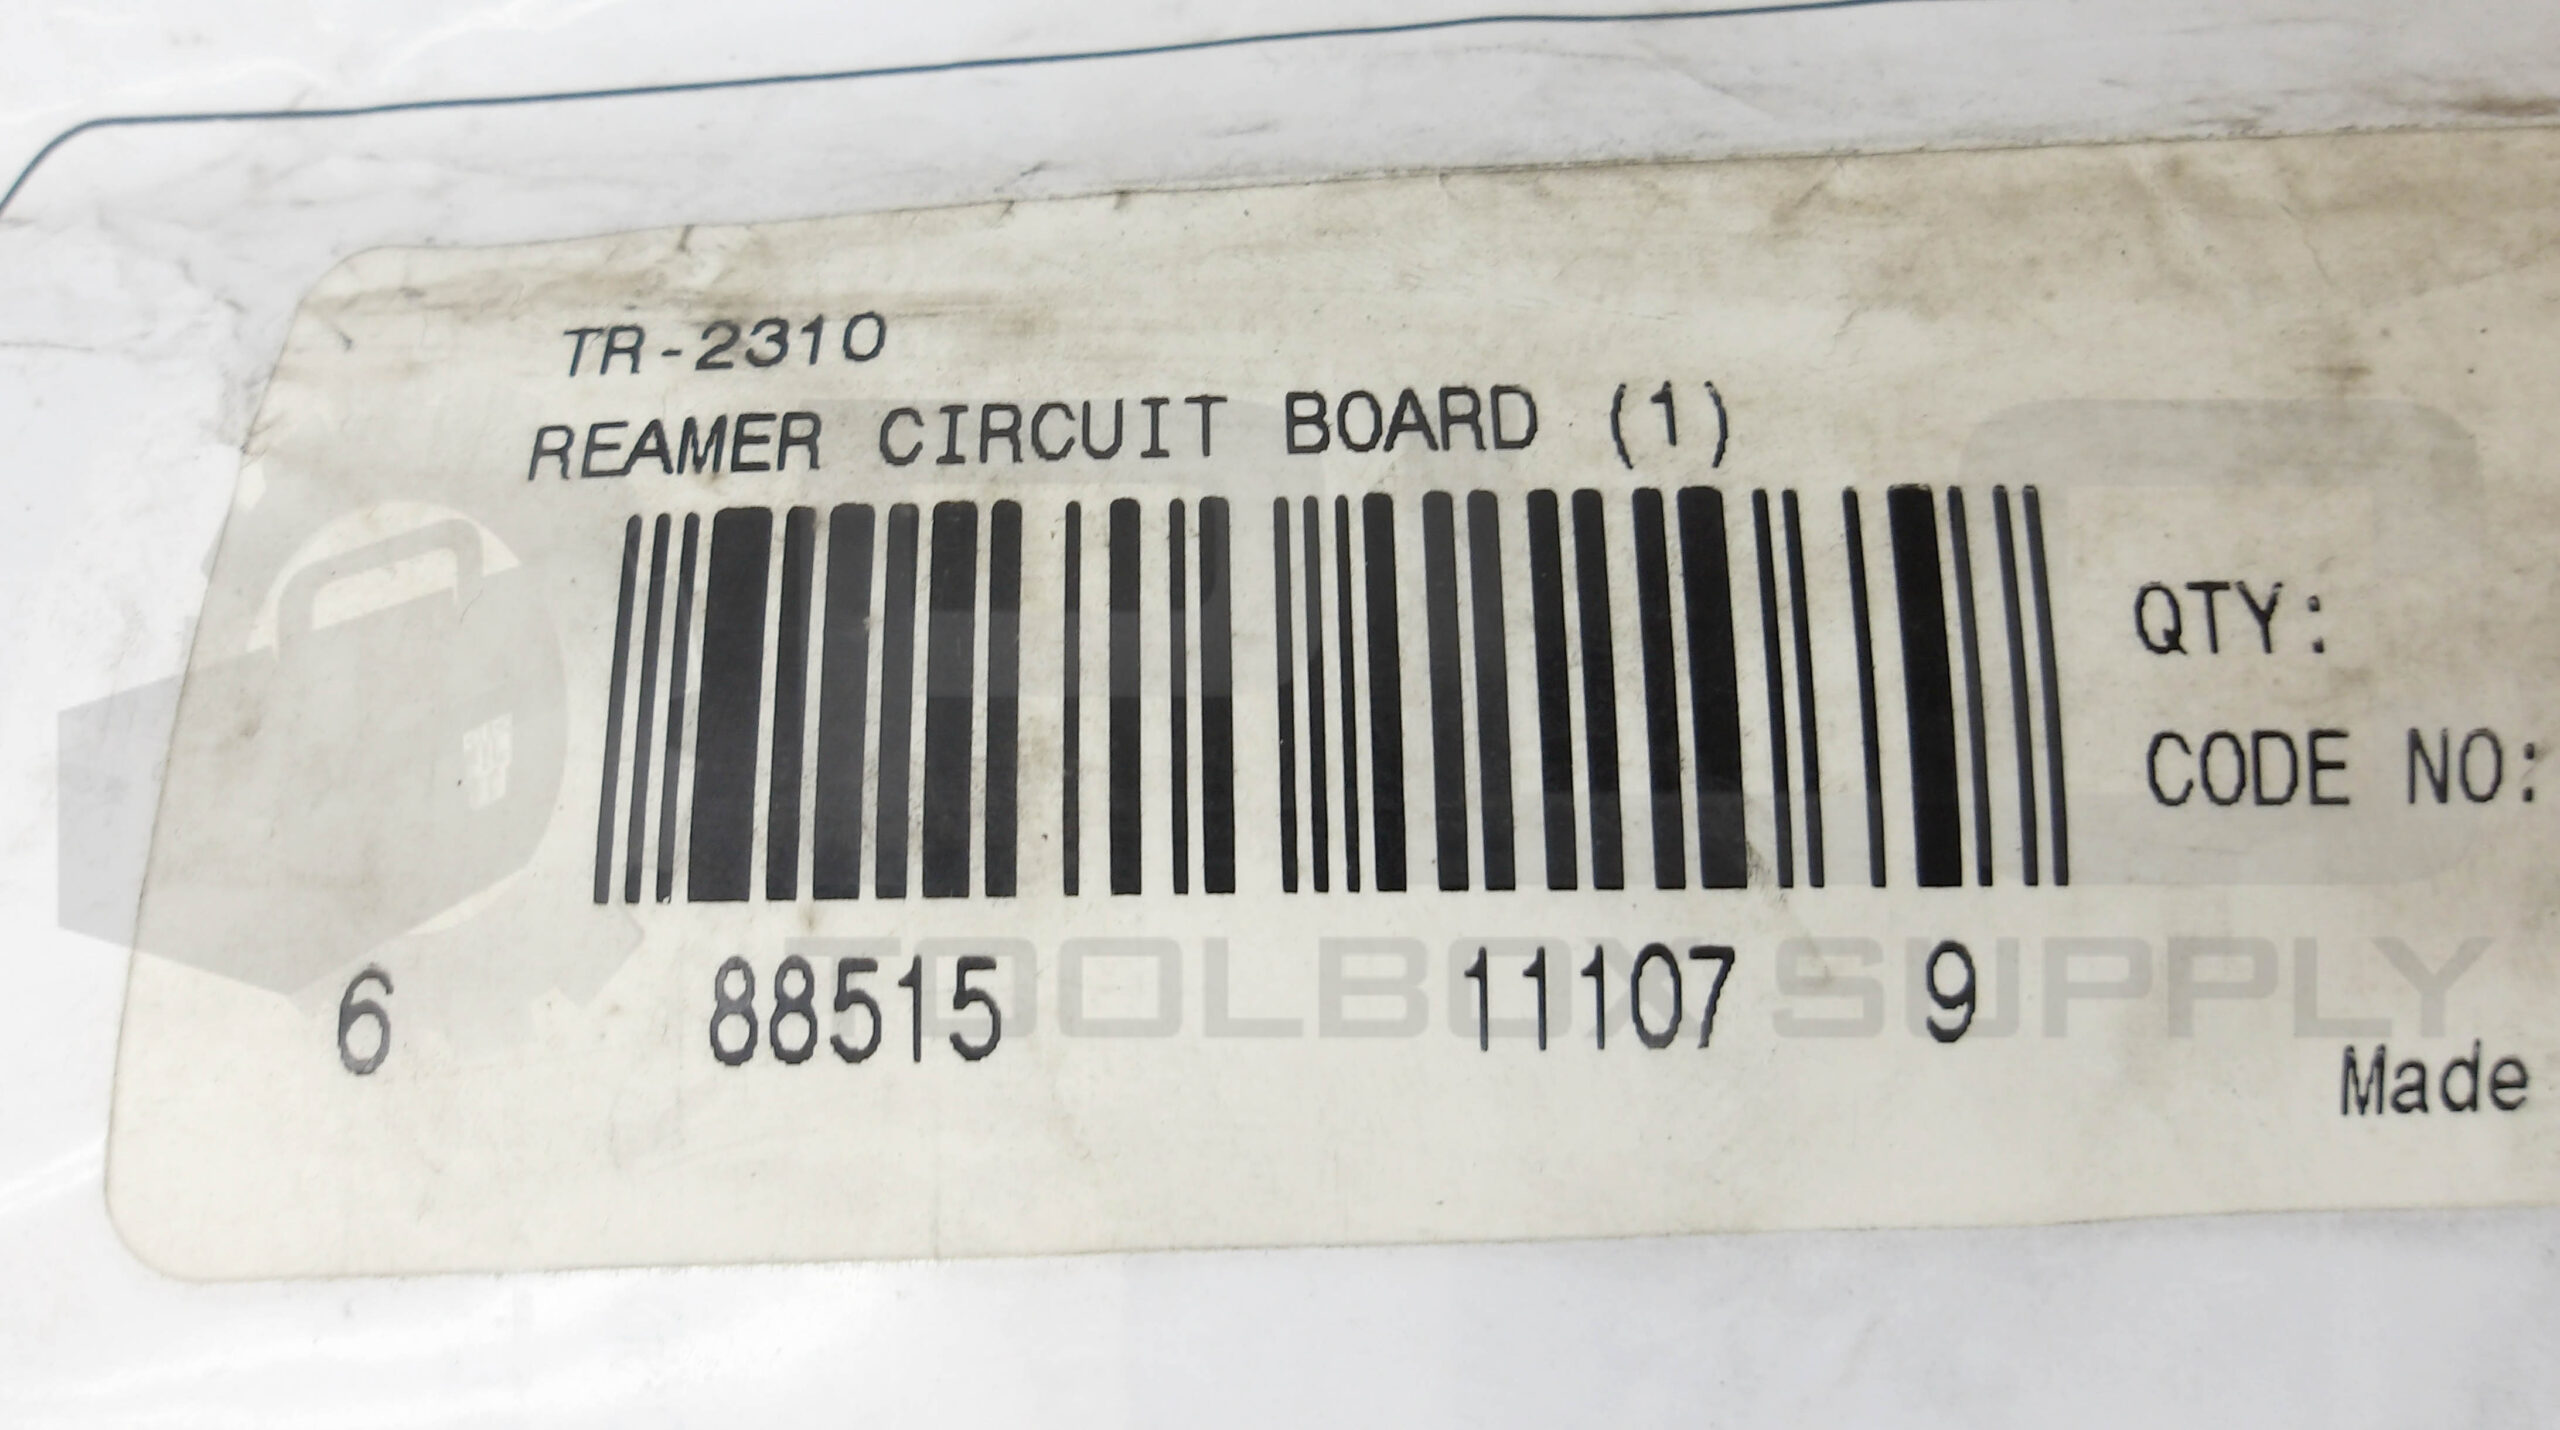 TR-2310
REAMER CIRCUIT BOARD (1)
QTY:
CODE NO:
6 88515 11107 9
TOOLBOX SUPPLY
Made